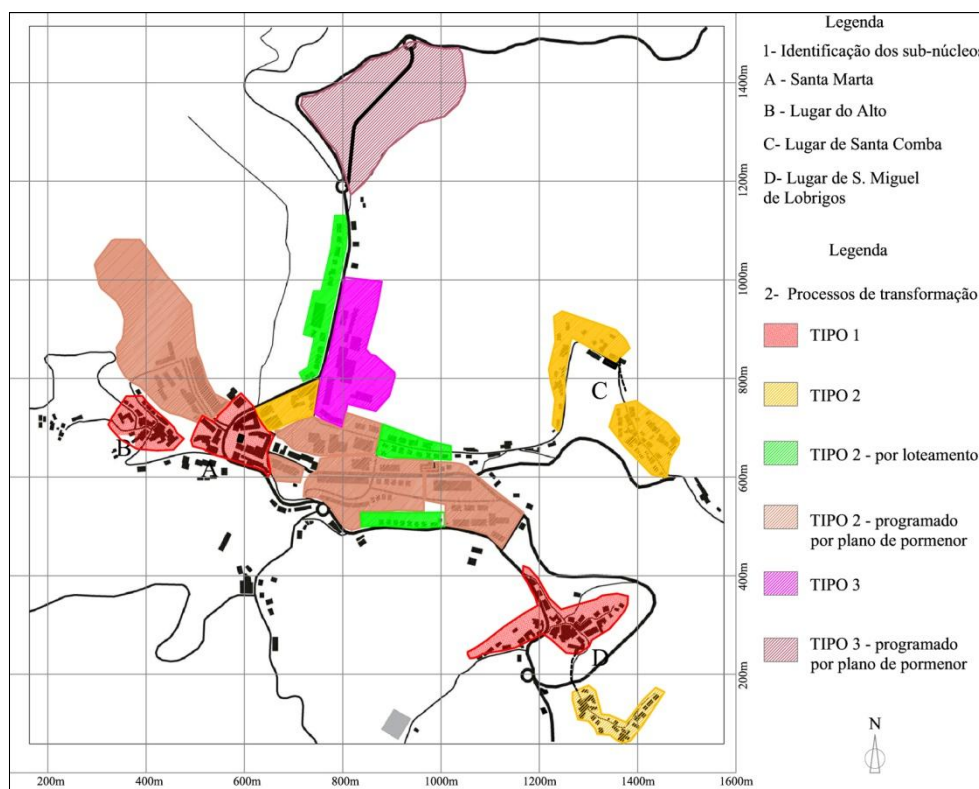 Legenda
1- Identificação dos sub-núcleos
A - Santa Marta
B - Lugar do Alto
C- Lugar de Santa Comba
D- Lugar de S. Miguel
de Lobrigos
Legenda
2- Processos de transformação
TIPO 1
TIPO 2
TIPO 2 - por loteamento
TIPO 2 - programado
por plano de pormenor
TIPO 3
TIPO 3 - programado
por plano de pormenor
N
1400m
1200m
1000m
800m
600m
400m
200m
A
B
C
D
200m
400m
600m
800m
1000m
1200m
1400m
1600m